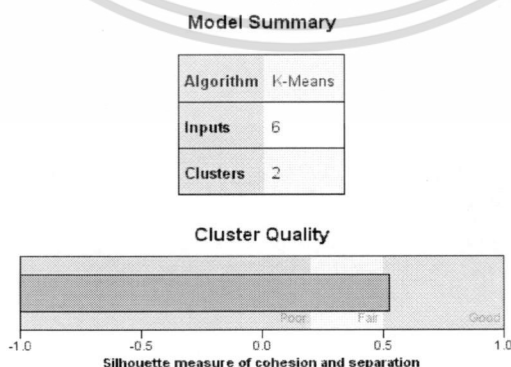 Model Summary
Algorithm K-Means
Inputs 6
Clusters 2
Cluster Quality
Poor Fair Good
-1.0 -0.5 0.0 0.5 1.0
Silhouette measure of cohesion and separation